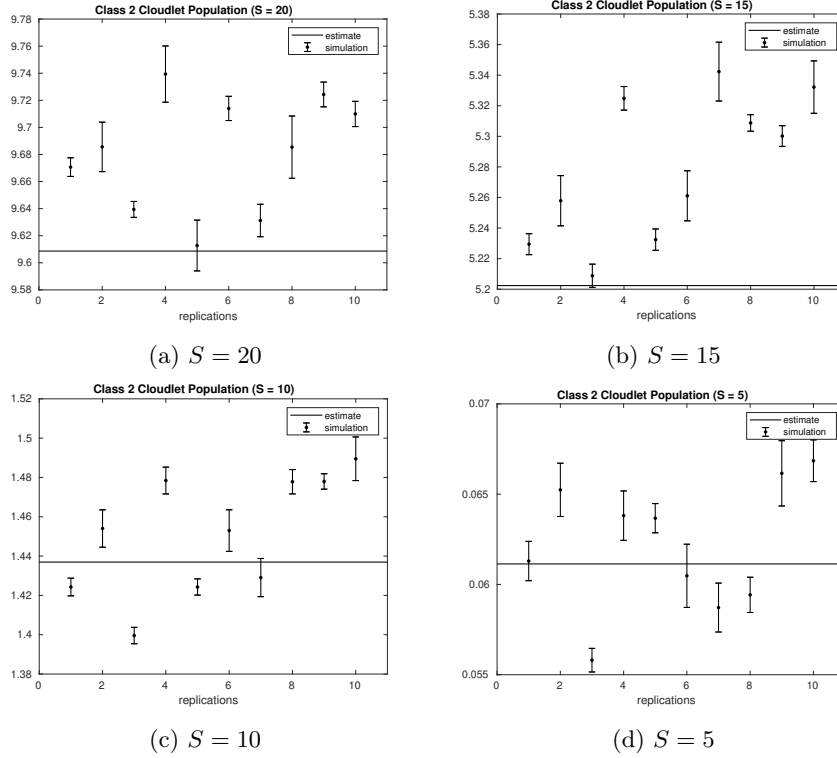 Class 2 Cloudlet Population (S = 20)
9.78
9.76
9.74
9.72
9.7
9.68
9.66
9.64
9.62
9.6
9.58
estimate
simulation
0 2 4 6 8 10
replications
(a) S = 20
Class 2 Cloudlet Population (S = 15)
5.38
5.36
5.34
5.32
5.3
5.28
5.26
5.24
5.22
5.2
estimate
simulation
0 2 4 6 8 10
replications
(b) S = 15
Class 2 Cloudlet Population (S = 10)
1.52
1.5
1.48
1.46
1.44
1.42
1.4
1.38
estimate
simulation
0 2 4 6 8 10
replications
(c) S = 10
Class 2 Cloudlet Population (S = 5)
0.07
0.065
0.06
0.055
estimate
simulation
0 2 4 6 8 10
replications
(d) S = 5